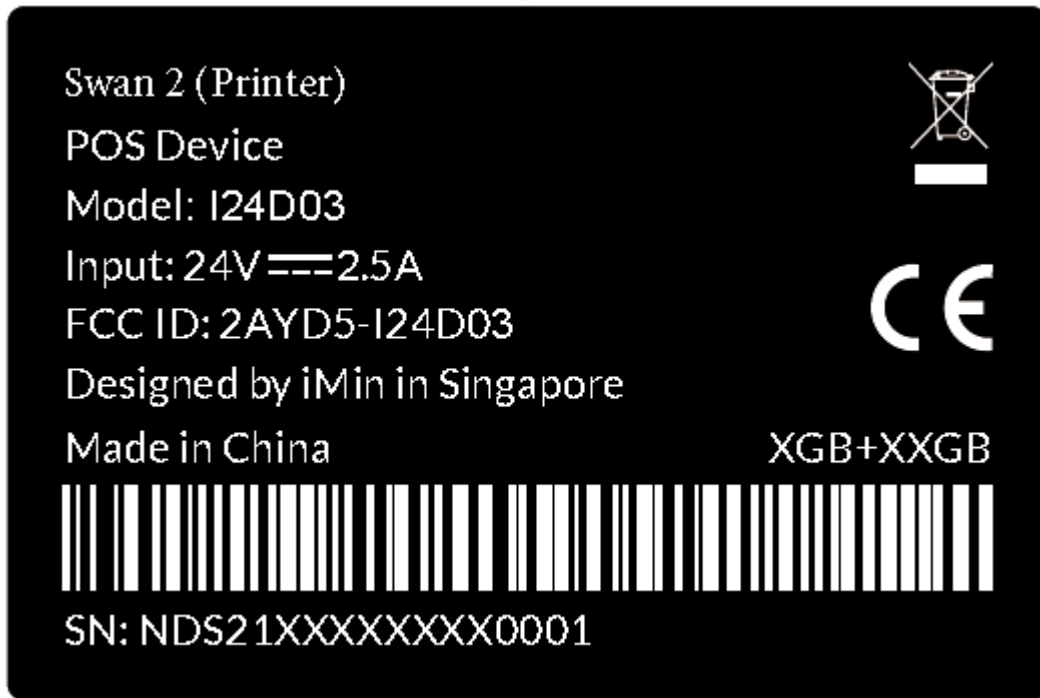 Swan 2 (Printer)
POS Device
Model: I24D03
Input: 24V⎓2.5A
FCC ID: 2AYD5-I24D03
Designed by iMin in Singapore
Made in China
XGB+XXGB
SN: NDS21XXXXXXXX0001
CE